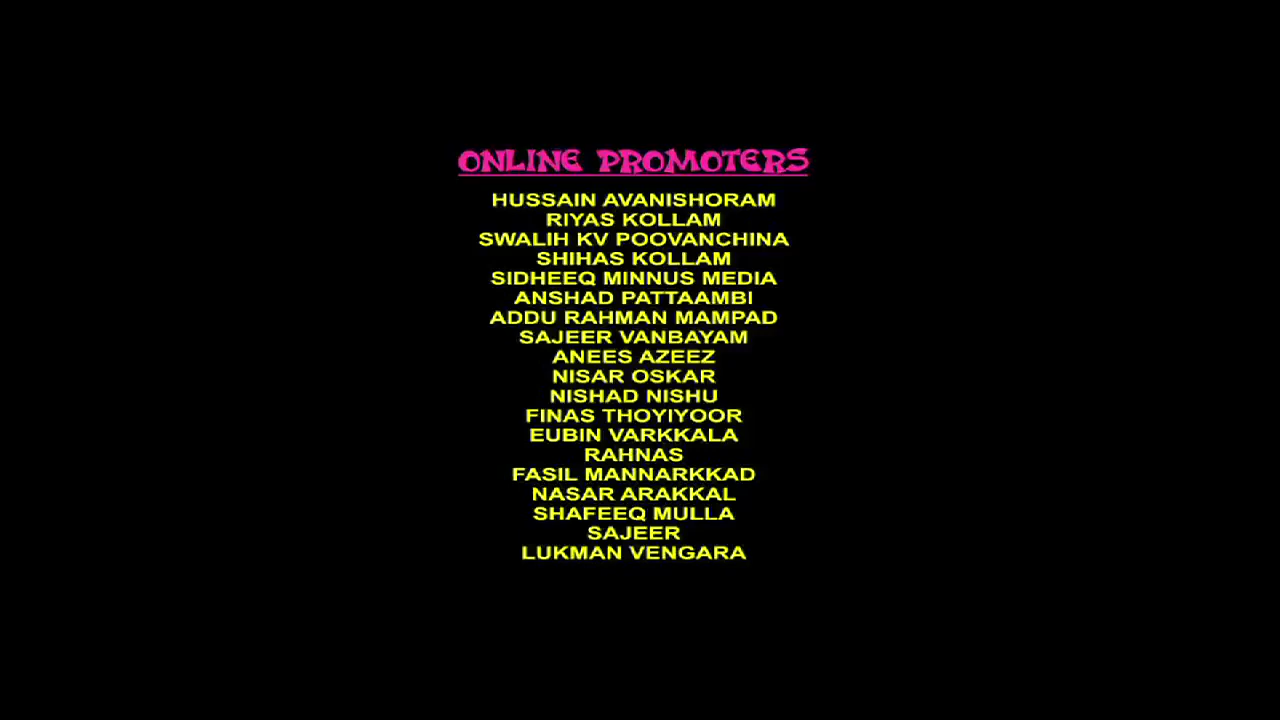 ONLINE PROMOTERS
HUSSAIN AVANISHORAM
RIYAS KOLLAM
SWALIH KV POOVANCHINA
SHIHAS KOLLAM
SIDHEEQ MINNUS MEDIA
ANSHAD PATTAAMBI
ADDU RAHMAN MAMPAD
SAJEER VANBAYAM
ANEES AZEEZ
NISAR OSKAR
NISHAD NISHU
FINAS THOYIYOOR
EUBIN VARKKALA
RAHNAS
FASIL MANNARKKAD
NASAR ARAKKAL
SHAFEEQ MULLA
SAJEER
LUKMAN VENGARA